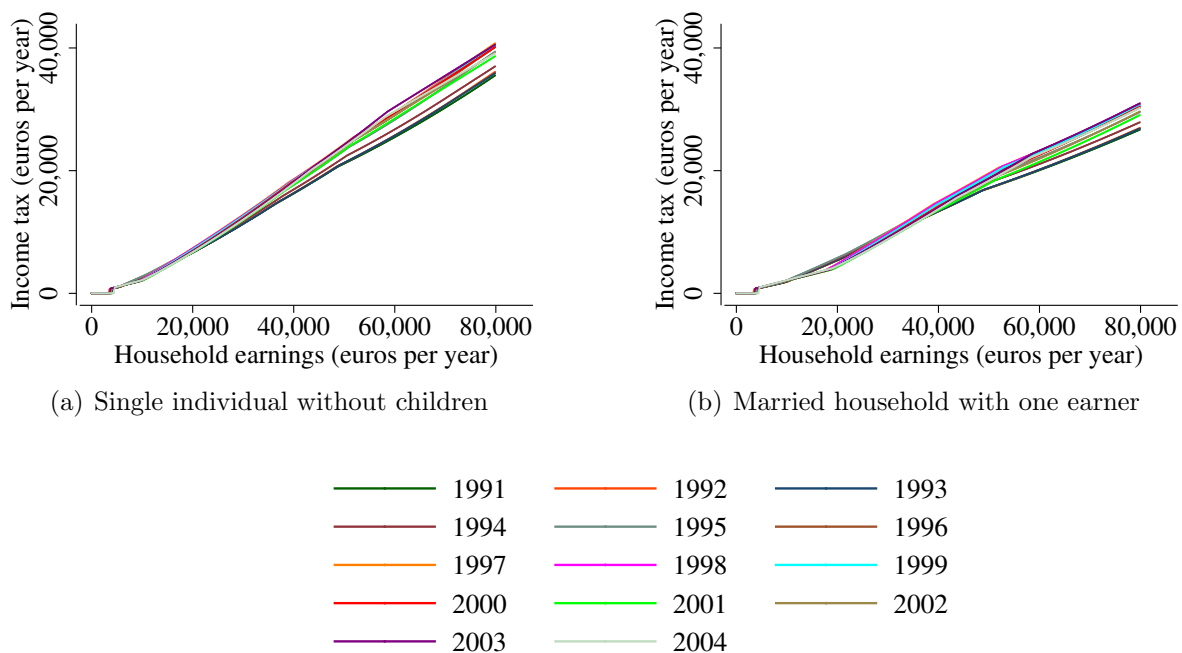 Income tax (euros per year)
40,000
20,000
0
0 20,000 40,000 60,000 80,000
Household earnings (euros per year)
(a) Single individual without children
Income tax (euros per year)
40,000
20,000
0
0 20,000 40,000 60,000 80,000
Household earnings (euros per year)
(b) Married household with one earner
1991 1992 1993
1994 1995 1996
1997 1998 1999
2000 2001 2002
2003 2004